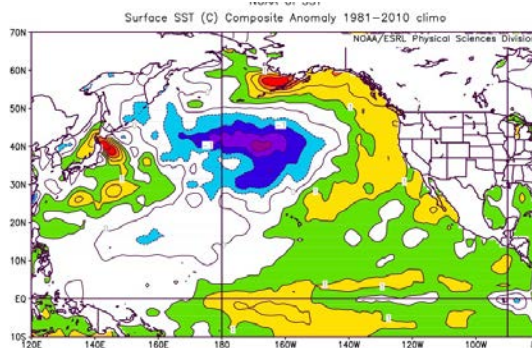 Surface SST (C) Composite Anomaly 1981-2010 climo
NOAA/ESRL Physical Sciences Division
70N
60N
50N
40N
30N
20N
10N
EQ
10S
120E
140E
160E
180
160W
140W
120W
100W